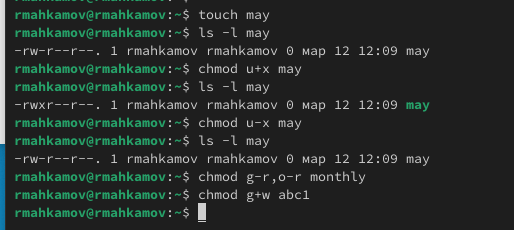 rmahkamov@rmahkamov:~$ touch may
rmahkamov@rmahkamov:~$ ls -l may
-rw-r--r--. 1 rmahkamov rmahkamov 0 мар 12 12:09 may
rmahkamov@rmahkamov:~$ chmod u+x may
rmahkamov@rmahkamov:~$ ls -l may
-rwxr--r--. 1 rmahkamov rmahkamov 0 мар 12 12:09 may
rmahkamov@rmahkamov:~$ chmod u-x may
rmahkamov@rmahkamov:~$ ls -l may
-rw-r--r--. 1 rmahkamov rmahkamov 0 мар 12 12:09 may
rmahkamov@rmahkamov:~$ chmod g-r,o-r monthly
rmahkamov@rmahkamov:~$ chmod g+w abc1
rmahkamov@rmahkamov:~$